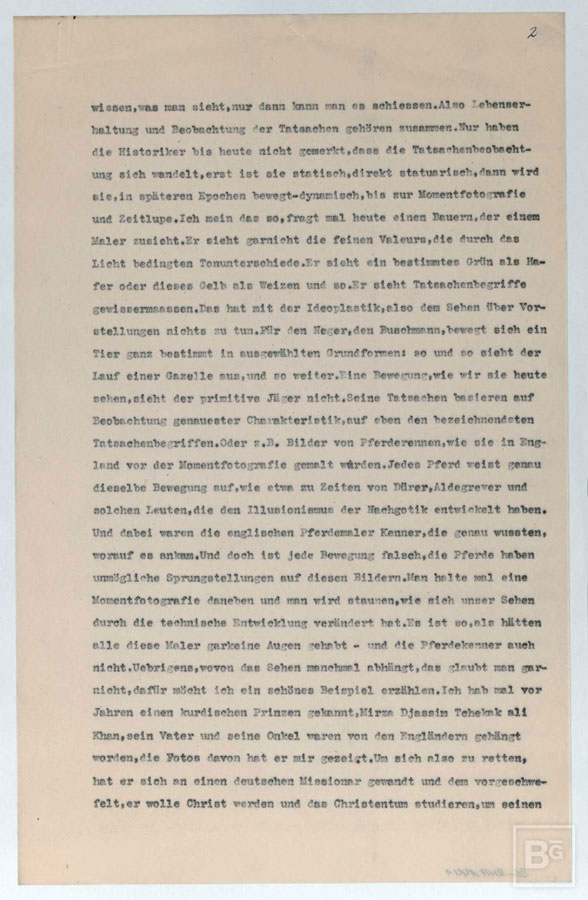 2
wissen,was man sieht,nur dann kann man es schiessen.Also Lebenser-
haltung und Beobachtung der Tatsachen gehören zusammen.Nur haben
die Historiker bis heute nicht gemerkt,dass die Tatsachenbeobacht-
ung sich wandelt,erst ist sie statisch,direkt statuarisch,dann wird
sie,in späteren Epochen bewegt-dynamisch,bis zur Momentfotografie
und Zeitlupe.Ich mein das so,fragt mal heute einen Bauern,der einem
Maler zusieht.Er sieht garnicht die feinen Valeurs,die durch das
Licht bedingten Tonunterschiede.Er sieht ein bestimmtes Grün als Ha-
fer oder dieses Gelb als Weizen und so.Er sieht Tatsachenbegriffe
gewissermaassen.Das hat mit der Ideoplastik,also dem Sehen über Vor-
stellungen nichts zu tun.Für den Neger,den Buschmann,bewegt sich ein
Tier ganz bestimmt in ausgewählten Grundformen: so und so sieht der
Lauf einer Gazelle aus,und so weiter.Eine Bewegung,wie wir sie heute
sehen,sieht der primitive Jäger nicht.Seine Tatsachen basieren auf
Beobachtung genauester Charakteristik,auf eben den bezeichnendsten
Tatsachenbegriffen.Oder z.B. Bilder von Pferderennen,wie sie in Eng-
land vor der Momentfotografie gemalt wurden.Jedes Pferd weist genau
dieselbe Bewegung auf,wie etwa zu Zeiten von Dürer,Aldegrever und
solchen Leuten,die den Illusionismus der Nachgotik entwickelt haben.
Und dabei waren die englischen Pferdemaler Kenner,die genau wussten,
worauf es ankam.Und doch ist jede Bewegung falsch,die Pferde haben
unmögliche Sprungstellungen auf diesen Bildern.Man halte mal eine
Momentfotografie daneben und man wird staunen,wie sich unser Sehen
durch die technische Entwicklung verändert hat.Es ist so,als hätten
alle diese Maler garkeine Augen gehabt - und die Pferdekenner auch
nicht.Uebrigens,wovon das Sehen manchmal abhängt,das glaubt man gar-
nicht,dafür möcht ich ein schönes Beispiel erzählen.Ich hab mal vor
Jahren einen kurdischen Prinzen gekannt,Mirza Djassim Tchekak ali
Khan,sein Vater und seine Onkel waren von den Engländern gehängt
worden,die Fotos davon hat er mir gezeigt.Um sich also zu retten,
hat er sich an einen deutschen Missionar gewandt und dem vorgeschwe-
felt,er wolle Christ werden und das Christentum studieren,um seinen
BG